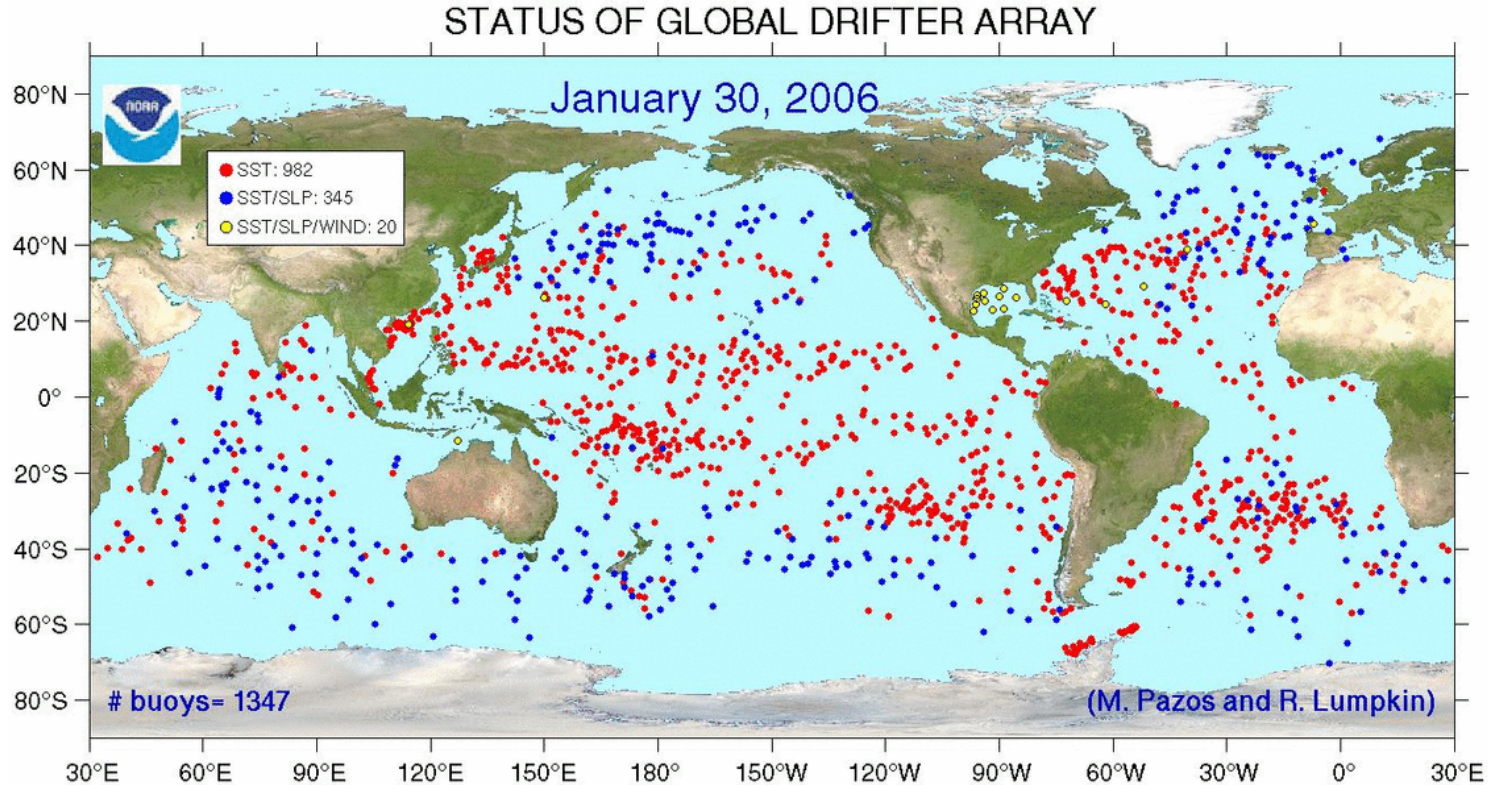 STATUS OF GLOBAL DRIFTER ARRAY
January 30, 2006
NOAA
SST: 982
SST/SLP: 345
SST/SLP/WIND: 20
80°N
60°N
40°N
20°N
0°
20°S
40°S
60°S
80°S
# buoys= 1347
(M. Pazos and R. Lumpkin)
30°E 60°E 90°E 120°E 150°E 180° 150°W 120°W 90°W 60°W 30°W 0° 30°E